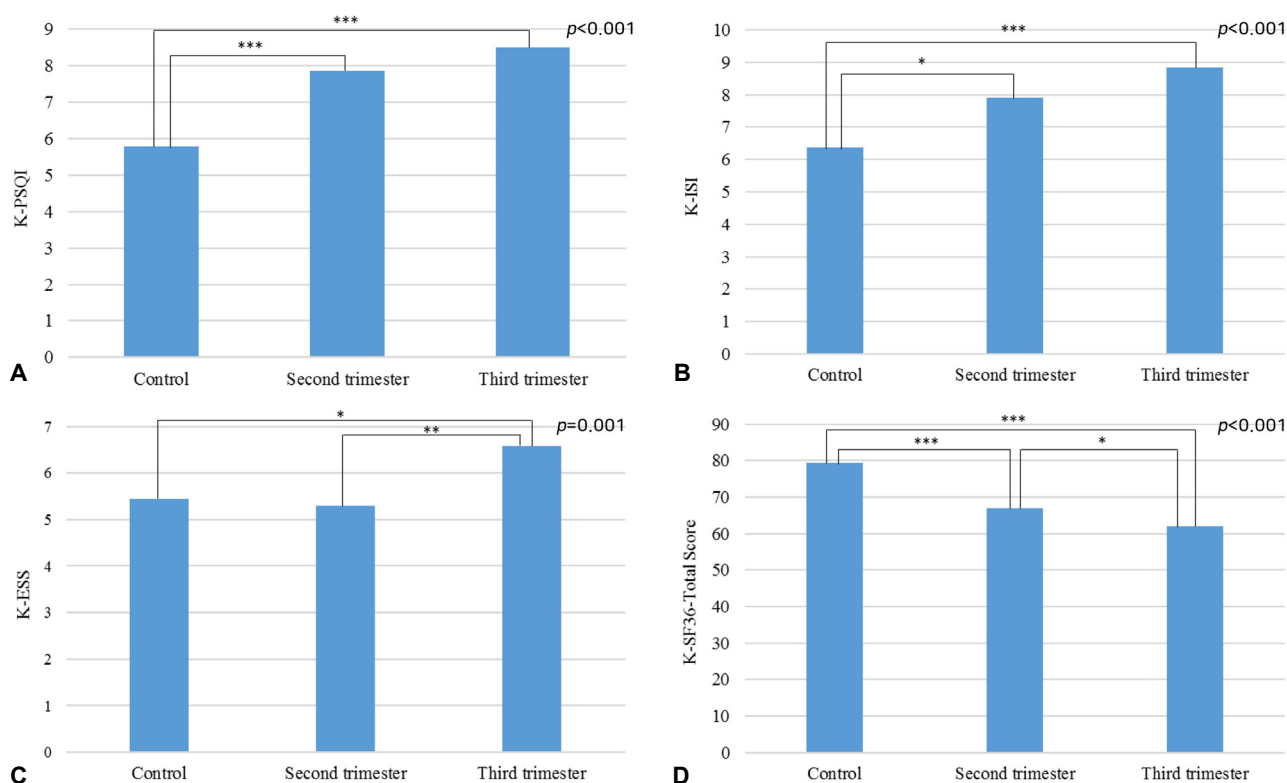 ***
p<0.001
***
9
8
7
6
5
4
3
2
1
0
K-PSQI
Control
Second trimester
Third trimester
A
***
p<0.001
*
10
9
8
7
6
5
4
3
2
1
0
K-ISI
Control
Second trimester
Third trimester
B
*
p=0.001
**
7
6
5
4
3
2
1
0
K-ESS
Control
Second trimester
Third trimester
C
***
p<0.001
***
*
90
80
70
60
50
40
30
20
10
0
K-SF36-Total Score
Control
Second trimester
Third trimester
D